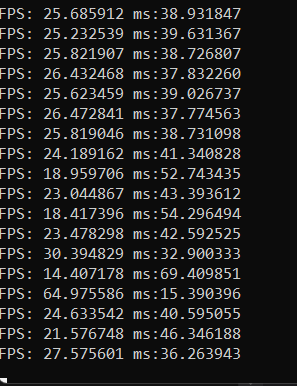 FPS: 25.685912 ms:38.931847
FPS: 25.232539 ms:39.631367
FPS: 25.821907 ms:38.726807
FPS: 26.432468 ms:37.832260
FPS: 25.623459 ms:39.026737
FPS: 26.472841 ms:37.774563
FPS: 25.819046 ms:38.731098
FPS: 24.189162 ms:41.340828
FPS: 18.959706 ms:52.743435
FPS: 23.044867 ms:43.393612
FPS: 18.417396 ms:54.296494
FPS: 23.478298 ms:42.592525
FPS: 30.394829 ms:32.900333
FPS: 14.407178 ms:69.409851
FPS: 64.975586 ms:15.390396
FPS: 24.633542 ms:40.595055
FPS: 21.576748 ms:46.346188
FPS: 27.575601 ms:36.263943